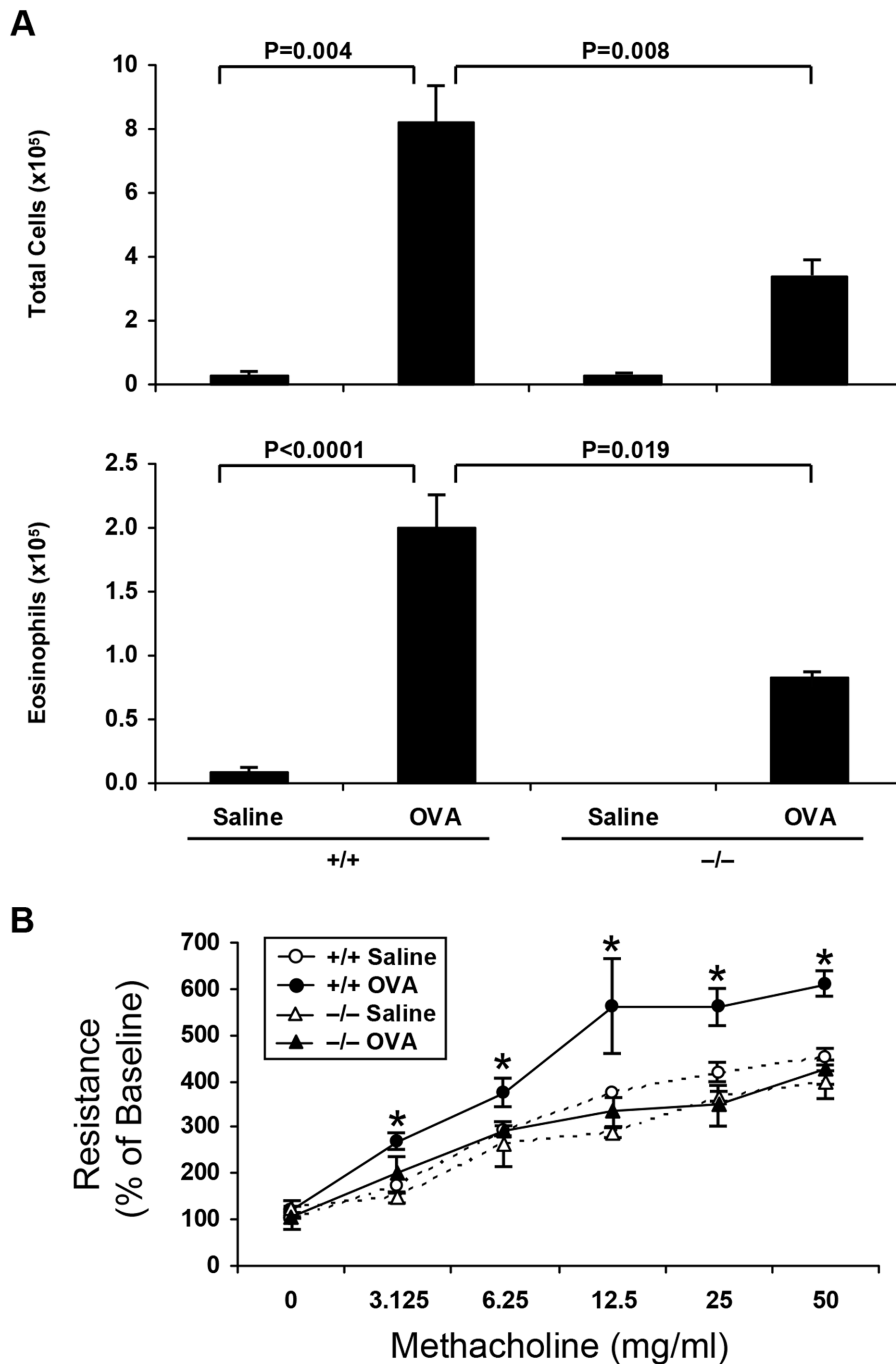 A
P=0.004 P=0.008
10
8
6
4
2
0
Total Cells (x10⁵)
P<0.0001 P=0.019
2.5
2.0
1.5
1.0
0.5
0.0
Eosinophils (x10⁵)
Saline OVA Saline OVA
+/+ –/–
B
700
600
500
400
300
200
100
0
Resistance
(% of Baseline)
+/+ Saline
+/+ OVA
–/– Saline
–/– OVA
* * * * *
0 3.125 6.25 12.5 25 50
Methacholine (mg/ml)